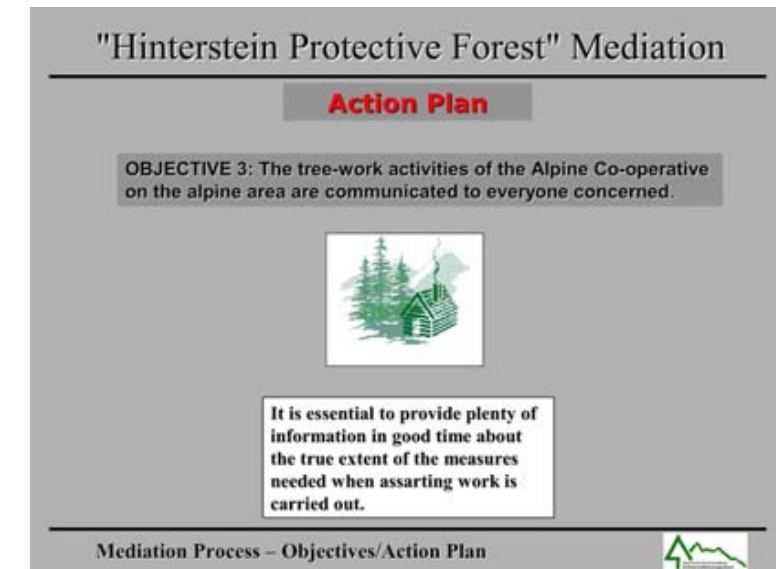 "Hinterstein Protective Forest" Mediation
Action Plan
OBJECTIVE 3: The tree-work activities of the Alpine Co-operative
on the alpine area are communicated to everyone concerned.
It is essential to provide plenty of
information in good time about
the true extent of the measures
needed when assarting work is
carried out.
Mediation Process – Objectives/Action Plan